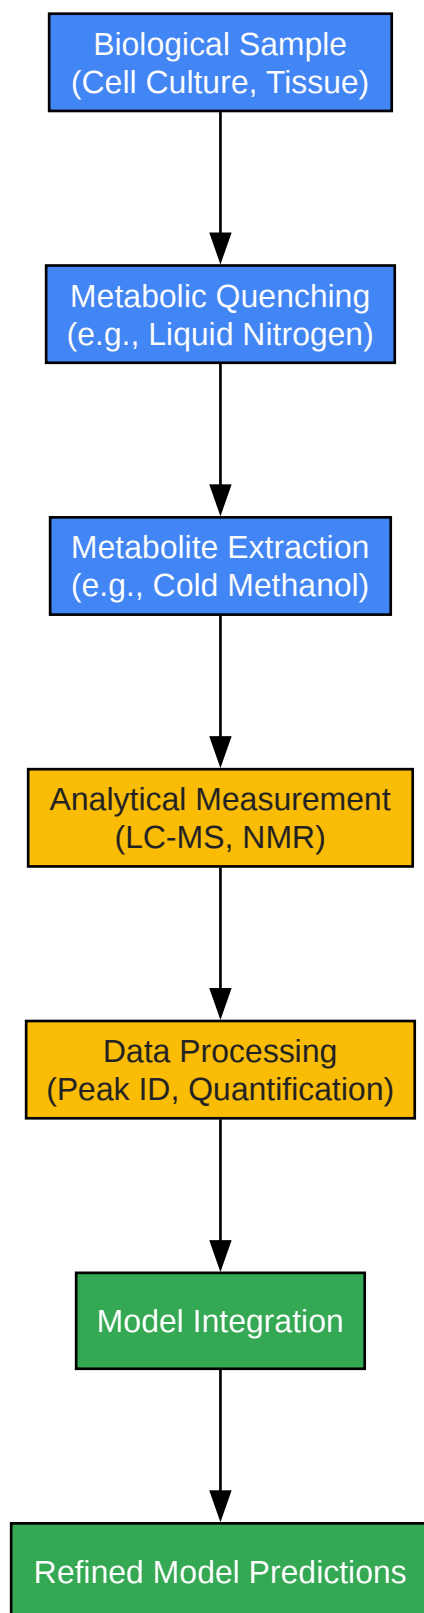 Biological Sample
(Cell Culture, Tissue)
Metabolic Quenching
(e.g., Liquid Nitrogen)
Metabolite Extraction
(e.g., Cold Methanol)
Analytical Measurement
(LC-MS, NMR)
Data Processing
(Peak ID, Quantification)
Model Integration
Refined Model Predictions